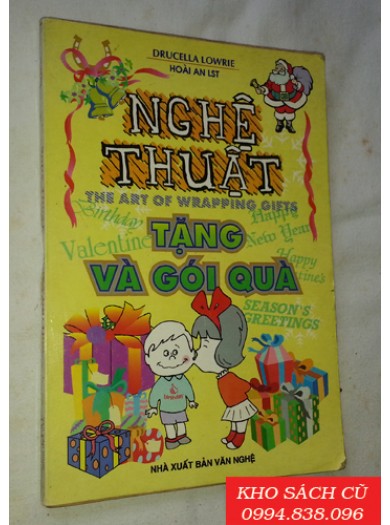 DRUCELLA LOWRIE
HOÀI AN LST
NGHỆ
THUẬT
THE ART OF WRAPPING GIFTS
Birthday
Happy
Valentine
New Year
TẶNG
Happy
VÀ GÓI QUÀ
SEASON'S
GREETINGS
NHÀ XUẤT BẢN VĂN NGHỆ
KHO SÁCH CŨ
0994.838.096